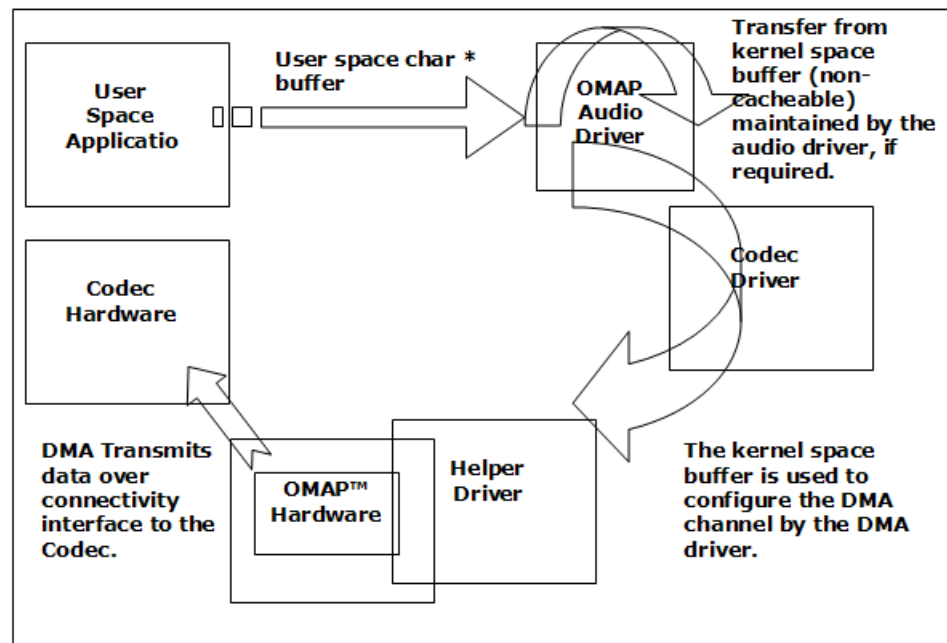 User
Space
Applicatio
User space char *
buffer
OMAP
Audio
Driver
Transfer from
kernel space
buffer (non-
cacheable)
maintained by the
audio driver, if
required.
Codec
Hardware
Codec
Driver
DMA Transmits
data over
connectivity
interface to the
Codec.
OMAP™
Hardware
Helper
Driver
The kernel space
buffer is used to
configure the DMA
channel by the DMA
driver.